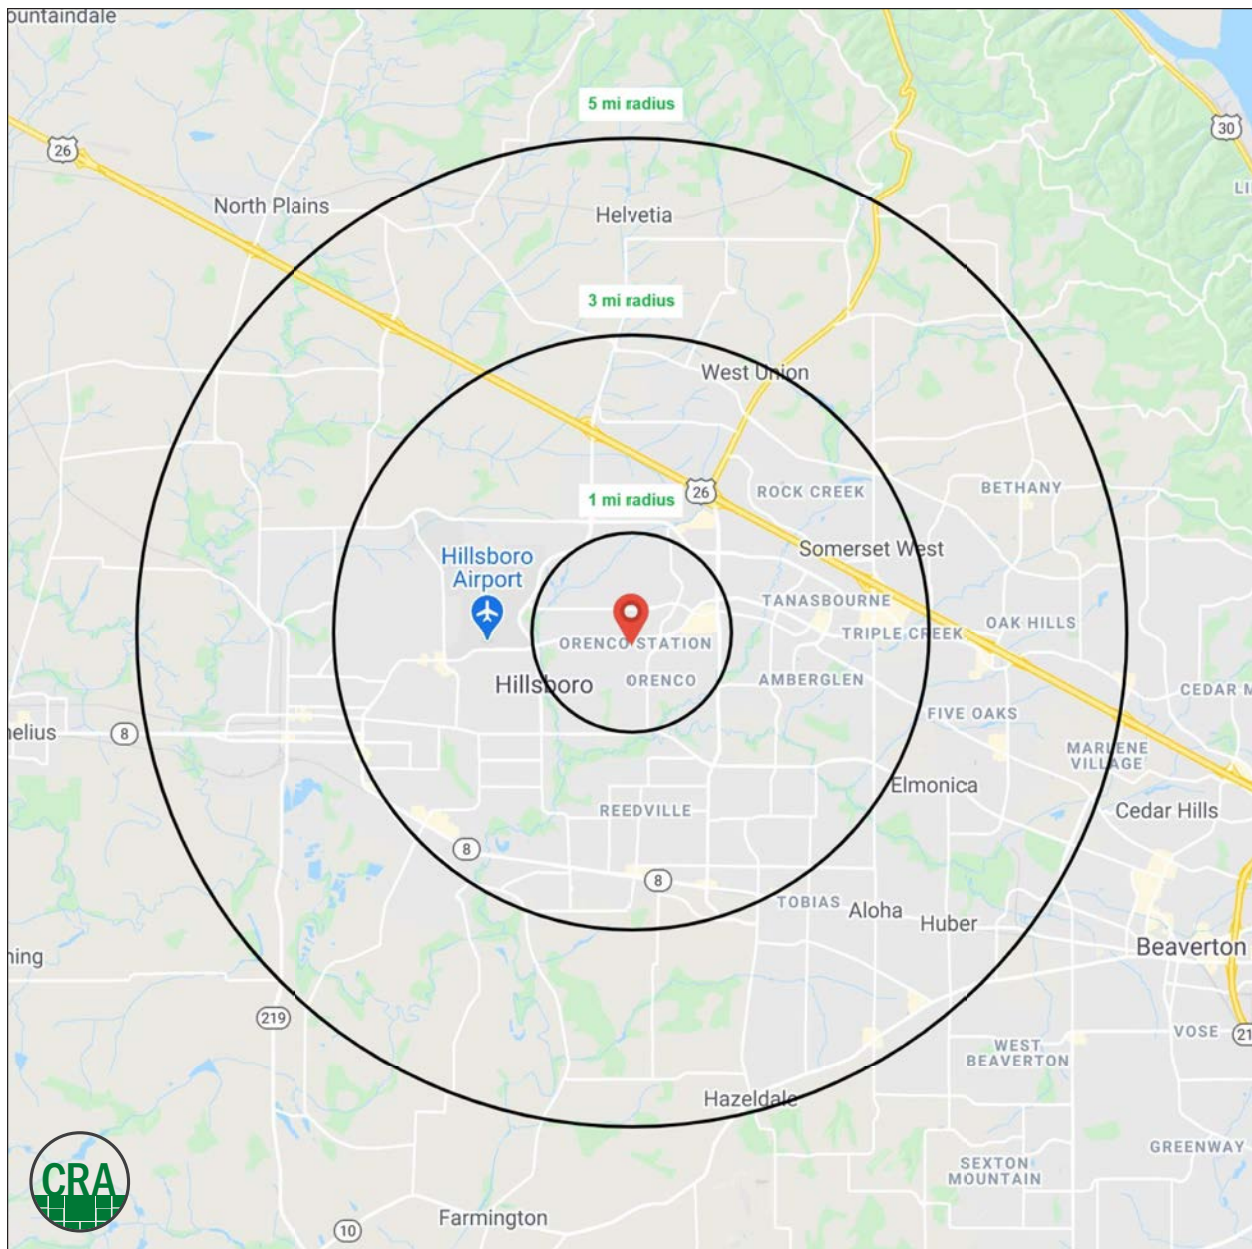 ountaindale
5 mi radius
26
30
North Plains
Helvetia
LI
3 mi radius
West Union
1 mi radius
26
ROCK CREEK
BETHANY
Hillsboro
Airport
Somerset West
TANASBOURNE
TRIPLE CREEK
OAK HILLS
ORENCO STATION
Hillsboro
ORENCO
AMBERGLEN
CEDAR M
FIVE OAKS
nelius
8
MARLENE
VILLAGE
Elmonica
REEDVILLE
Cedar Hills
8
8
TOBIAS
Aloha
Huber
Beaverton
ning
219
VOSE
21
WEST
BEAVERTON
Hazeldale
GREENWAY
SEXTON
MOUNTAIN
CRA
Farmington
10